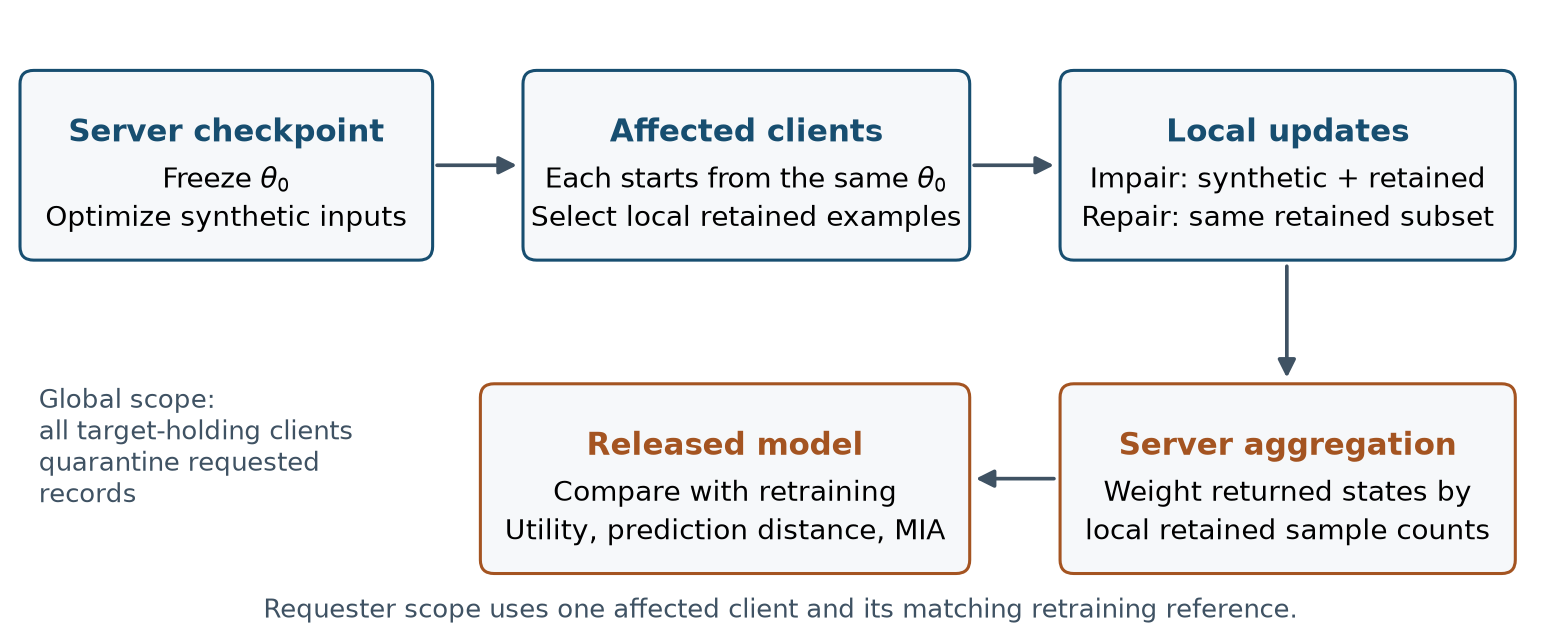 Server checkpoint
Freeze θ₀
Optimize synthetic inputs
Affected clients
Each starts from the same θ₀
Select local retained examples
Local updates
Impair: synthetic + retained
Repair: same retained subset
Global scope:
all target-holding clients
quarantine requested
records
Released model
Compare with retraining
Utility, prediction distance, MIA
Server aggregation
Weight returned states by
local retained sample counts
Requester scope uses one affected client and its matching retraining reference.